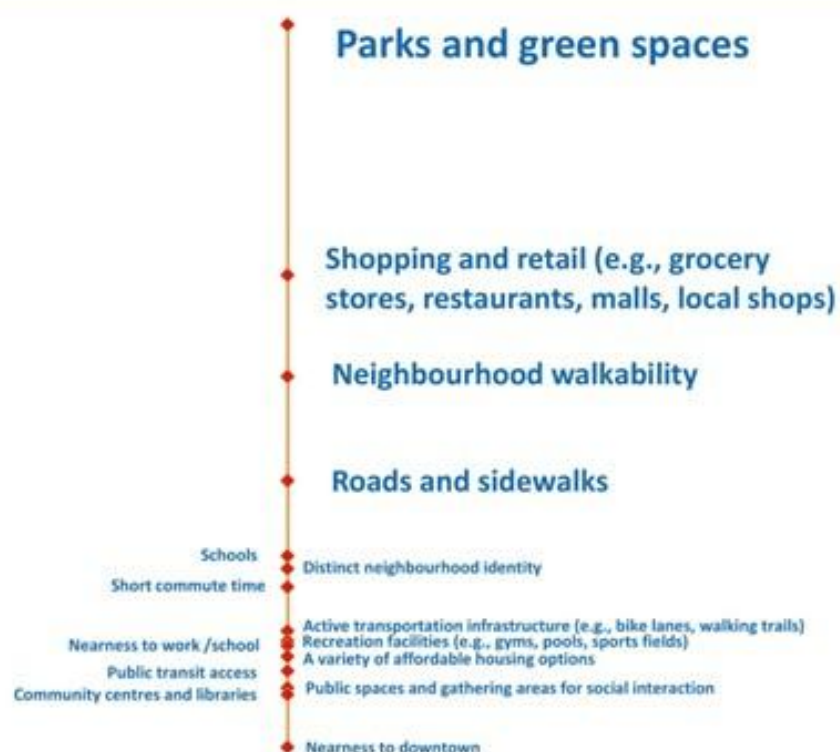 Parks and green spaces
Shopping and retail (e.g., grocery
stores, restaurants, malls, local shops)
Neighbourhood walkability
Roads and sidewalks
Schools
Distinct neighbourhood identity
Short commute time
Active transportation infrastructure (e.g., bike lanes, walking trails)
Recreation facilities (e.g., gyms, pools, sports fields)
Nearness to work /school
A variety of affordable housing options
Public transit access
Public spaces and gathering areas for social interaction
Community centres and libraries
Nearness to downtown